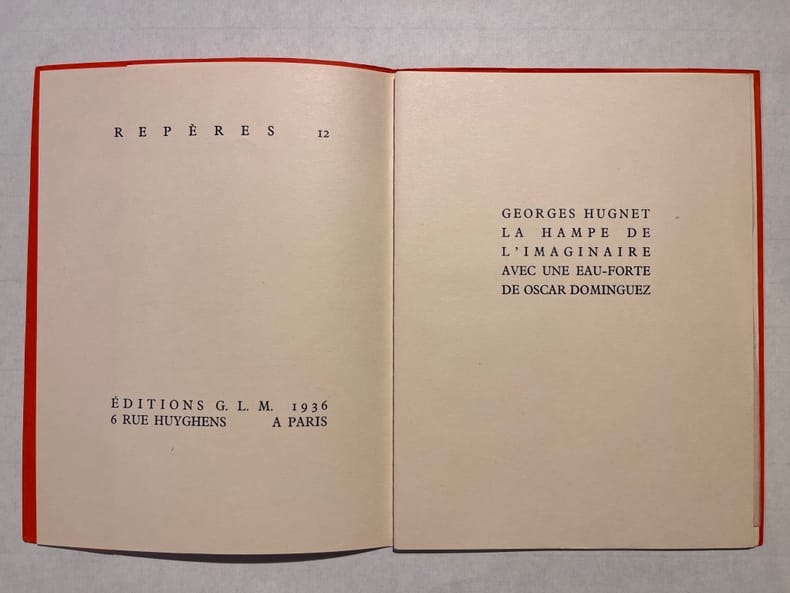 REPÈRES 12
ÉDITIONS G. L. M. 1936
6 RUE HUYGHENS A PARIS
GEORGES HUGNET
LA HAMPE DE
L'IMAGINAIRE
AVEC UNE EAU-FORTE
DE OSCAR DOMINGUEZ